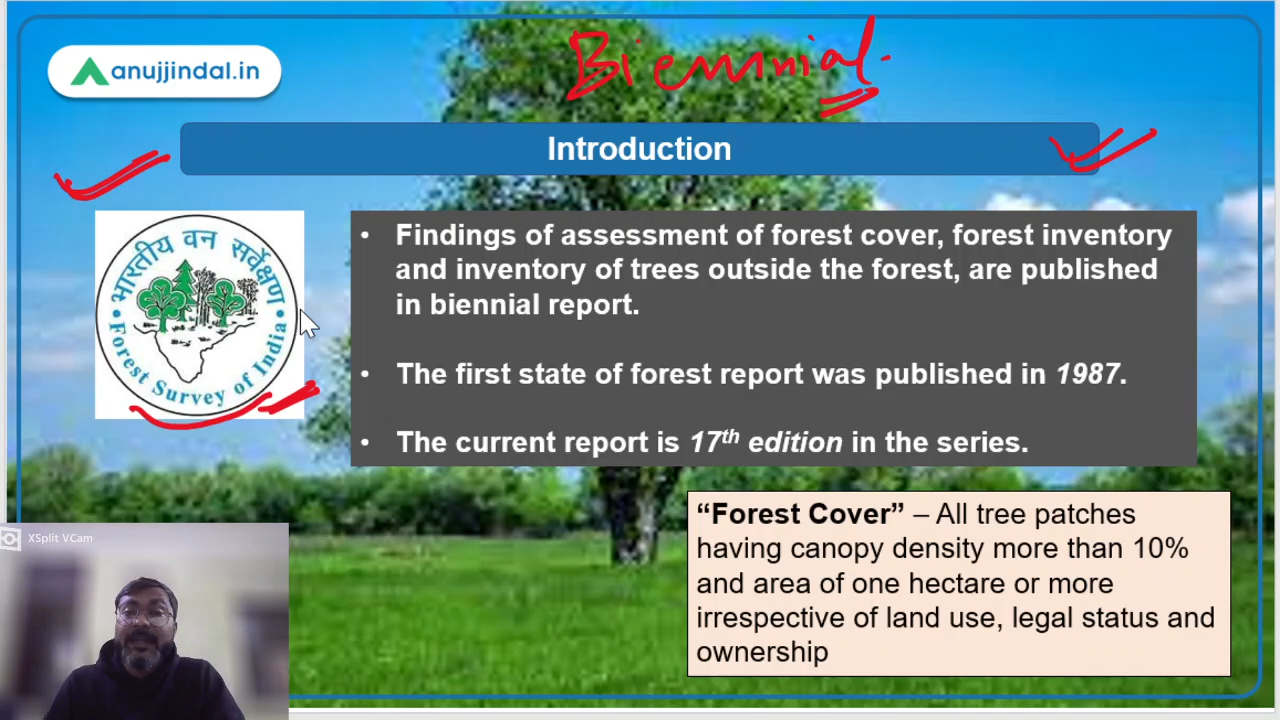 Biennial
anujjindal.in
Introduction
भारतीय वन सर्वेक्षण
Forest Survey of India
• Findings of assessment of forest cover, forest inventory
and inventory of trees outside the forest, are published
in biennial report.
• The first state of forest report was published in 1987.
• The current report is 17th edition in the series.
“Forest Cover” – All tree patches
having canopy density more than 10%
and area of one hectare or more
irrespective of land use, legal status and
ownership
XSplit VCam